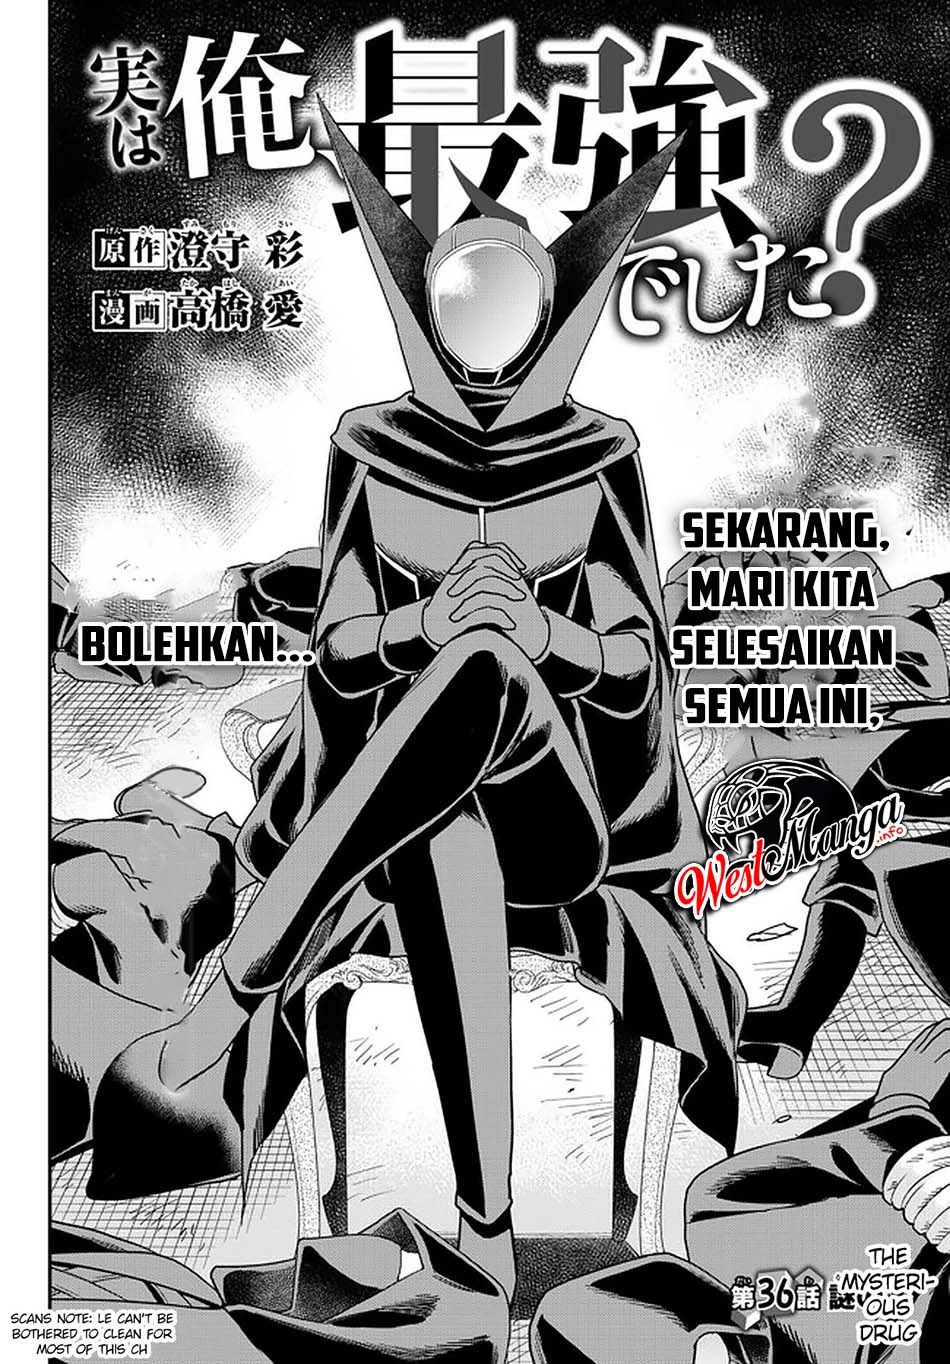 実は俺、最強でした?
原作 澄守 彩
漫画 高橋 愛
SEKARANG,
MARI KITA
SELESAIKAN
SEMUA INI,
BOLEHKAN...
WestManga
.info
第36話 謎の
THE
MYSTERI-
OUS
DRUG
SCANS NOTE: LE CAN'T BE
BOTHERED TO CLEAN FOR
MOST OF THIS CH